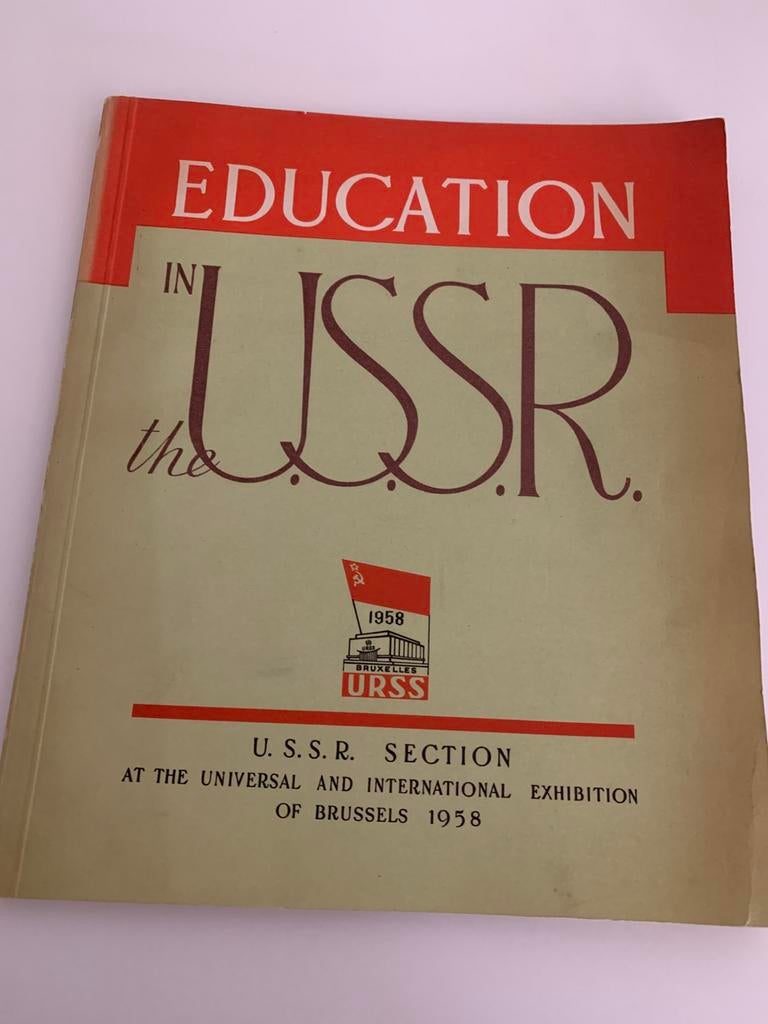 EDUCATION
IN
the U.S.S.R.
1958
BRUXELLES
URSS
U.S.S.R. SECTION
AT THE UNIVERSAL AND INTERNATIONAL EXHIBITION
OF BRUSSELS 1958